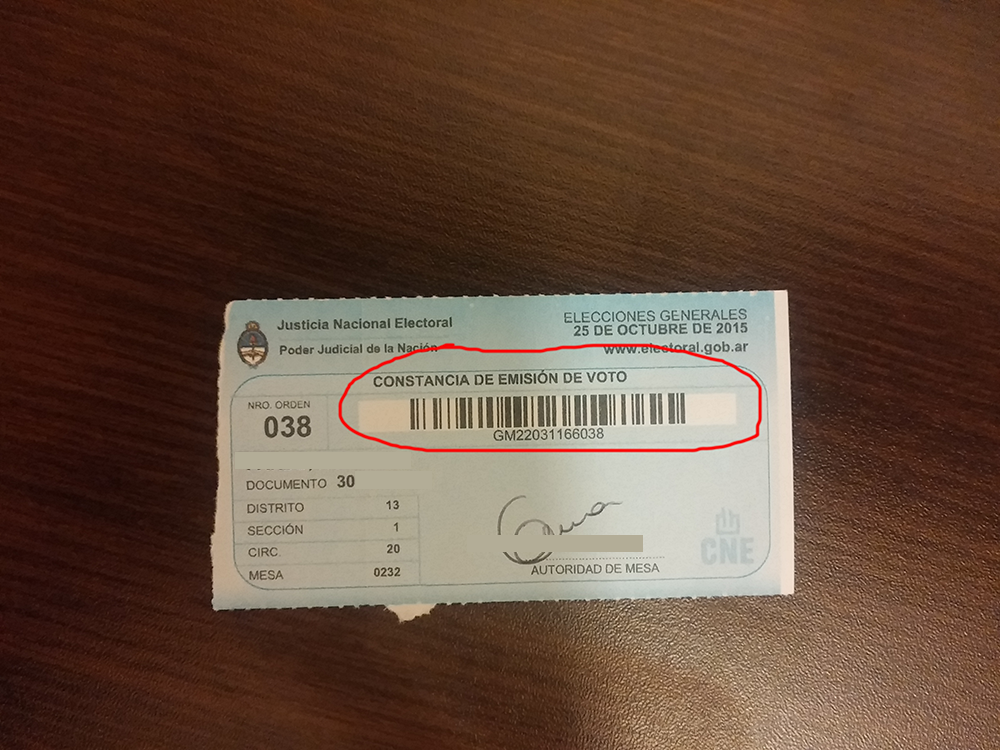 Justicia Nacional Electoral
Poder Judicial de la Nación
ELECCIONES GENERALES
25 DE OCTUBRE DE 2015
www.electoral.gob.ar
CONSTANCIA DE EMISIÓN DE VOTO
NRO. ORDEN
038
GM22031166038
DOCUMENTO 30
DISTRITO 13
SECCIÓN 1
CIRC. 20
MESA 0232
AUTORIDAD DE MESA
CNE